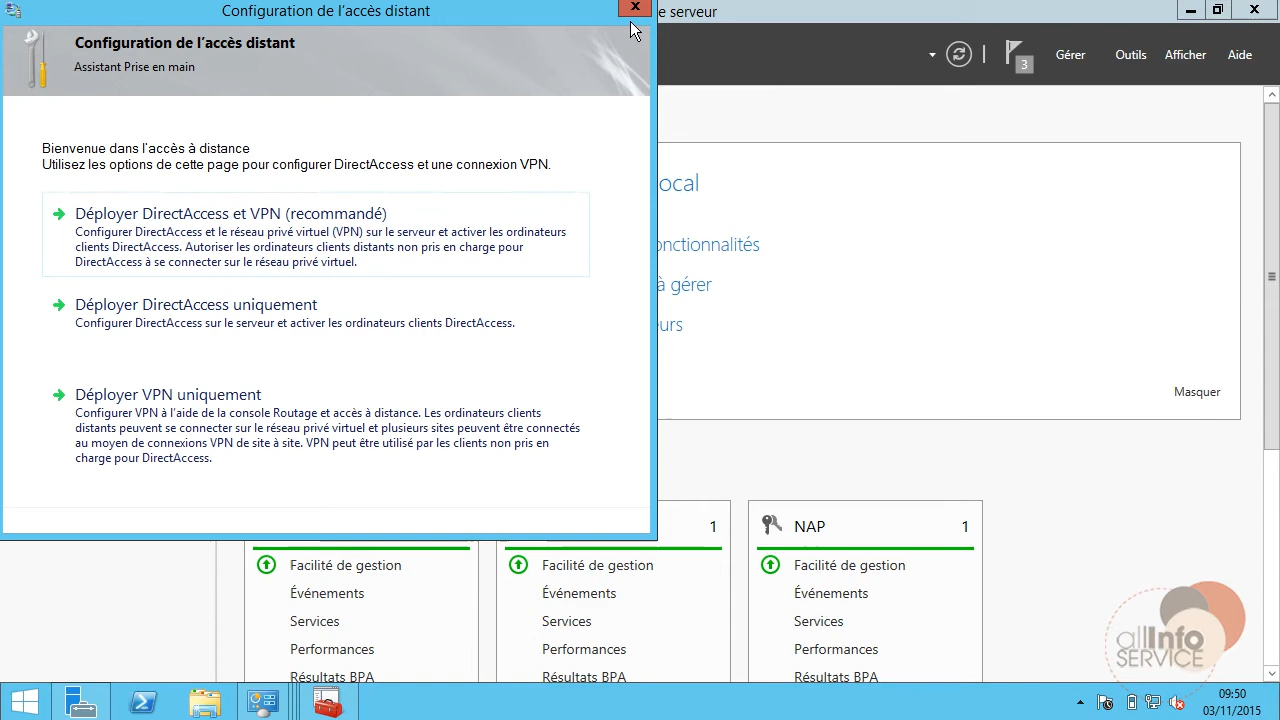 Configuration de l'accès distant
e serveur
Configuration de l'accès distant
Assistant Prise en main
3
Gérer
Outils
Afficher
Aide
Bienvenue dans l'accès à distance
Utilisez les options de cette page pour configurer DirectAccess et une connexion VPN.
Déployer DirectAccess et VPN (recommandé)
Configurer DirectAccess et le réseau privé virtuel (VPN) sur le serveur et activer les ordinateurs
clients DirectAccess. Autoriser les ordinateurs clients distants non pris en charge pour
DirectAccess à se connecter sur le réseau privé virtuel.
Déployer DirectAccess uniquement
Configurer DirectAccess sur le serveur et activer les ordinateurs clients DirectAccess.
Déployer VPN uniquement
Configurer VPN à l'aide de la console Routage et accès à distance. Les ordinateurs clients
distants peuvent se connecter sur le réseau privé virtuel et plusieurs sites peuvent être connectés
au moyen de connexions VPN de site à site. VPN peut être utilisé par les clients non pris en
charge pour DirectAccess.
ocal
onctionnalités
à gérer
eurs
Masquer
1
NAP
1
Facilité de gestion
Événements
Services
Performances
Résultats BPA
Facilité de gestion
Événements
Services
Performances
Résultats BPA
Facilité de gestion
Événements
Services
Performances
Résultats BPA
allInfo
SERVICE
09:50
03/11/2015